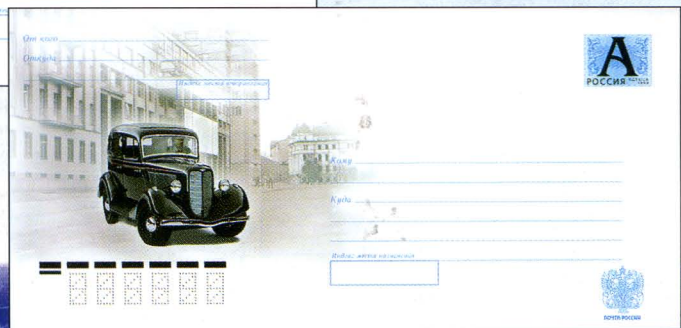 От кого
Откуда
Индекс места отправления
А
РОССИЯ
Кому
Куда
Индекс места назначения
ПОЧТА РОССИИ